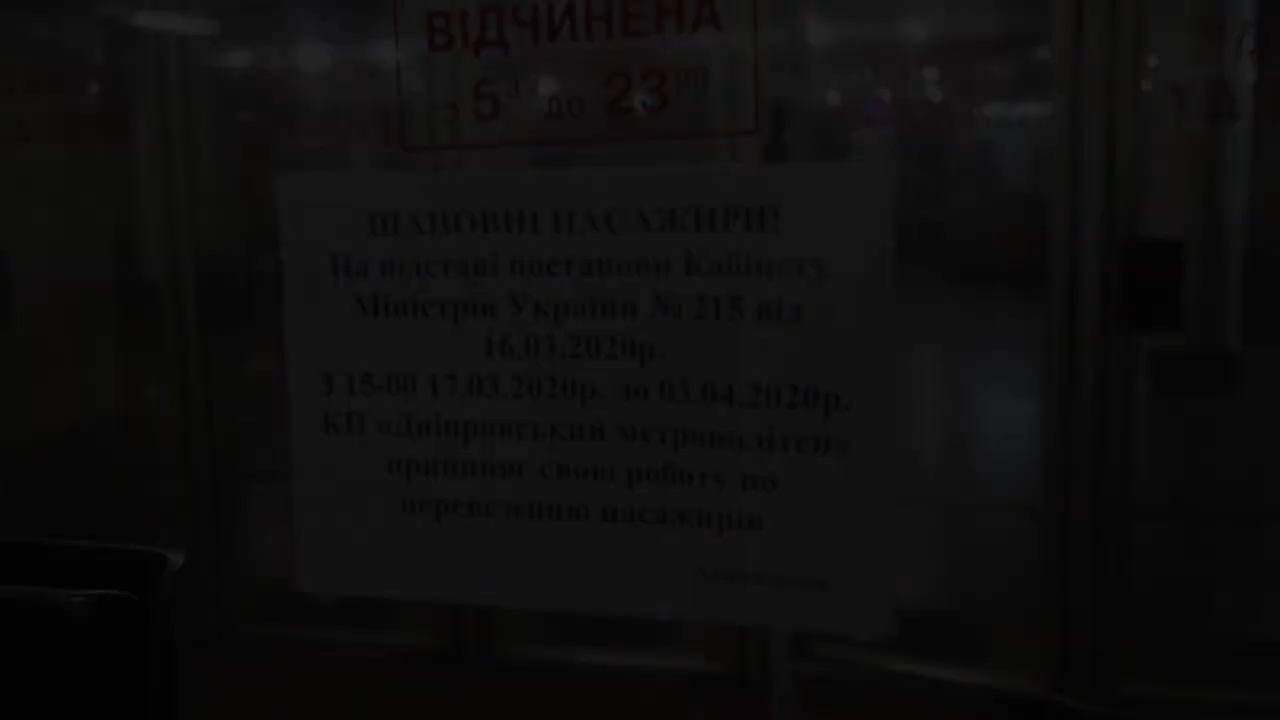 ВІДЧИНЕНА
з 5 до 23⁰⁰
ШАНОВНІ ПАСАЖИРИ!
На підставі постанови Кабінету
Міністрів України № 215 від
16.03.2020р.
З 15-00 17.03.2020р. до 03.04.2020р.
КП «Дніпровський метрополітен»
припиняє свою роботу по
перевезенню пасажирів